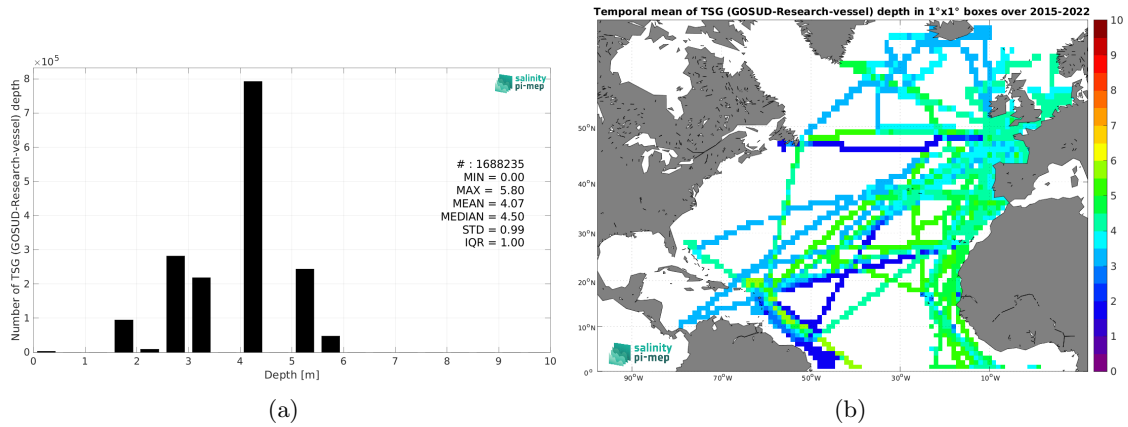 ×10⁵
8
7
6
5
4
3
2
1
0
Number of TSG (GOSUD-Research-vessel) depth
0 1 2 3 4 5 6 7 8 9 10
Depth [m]
salinity
pi-mep
# : 1688235
MIN = 0.00
MAX = 5.80
MEAN = 4.07
MEDIAN = 4.50
STD = 0.99
IQR = 1.00
(a)
Temporal mean of TSG (GOSUD-Research-vessel) depth in 1°x1° boxes over 2015-2022
50°N
40°N
30°N
20°N
10°N
0°
90°W 70°W 50°W 30°W 10°W
salinity
pi-mep
10
9
8
7
6
5
4
3
2
1
0
(b)